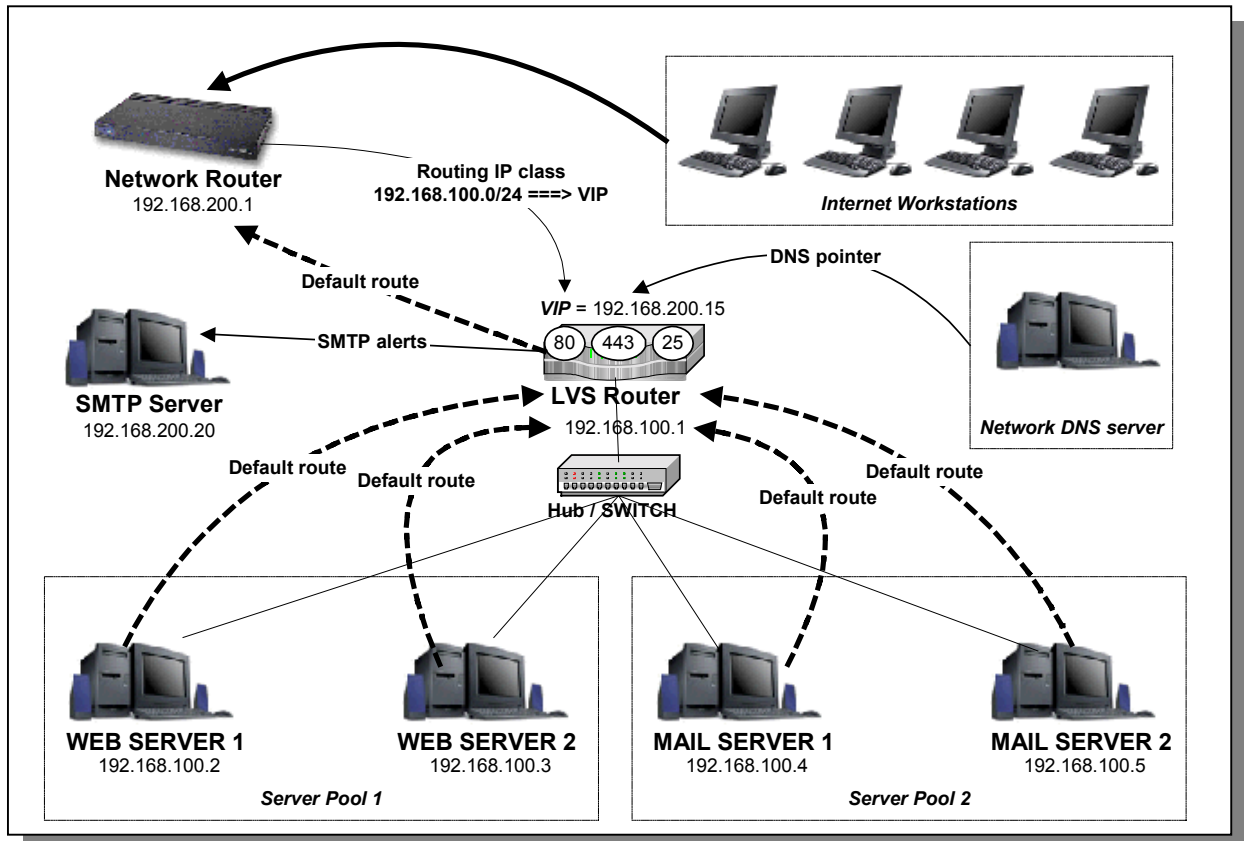 Network Router
192.168.200.1
Routing IP class
192.168.100.0/24 ===> VIP
Internet Workstations
Default route
DNS pointer
VIP = 192.168.200.15
80
443
25
SMTP alerts
LVS Router
192.168.100.1
SMTP Server
192.168.200.20
Network DNS server
Default route
Default route
Default route
Default route
Hub / SWITCH
WEB SERVER 1
192.168.100.2
WEB SERVER 2
192.168.100.3
Server Pool 1
MAIL SERVER 1
192.168.100.4
MAIL SERVER 2
192.168.100.5
Server Pool 2